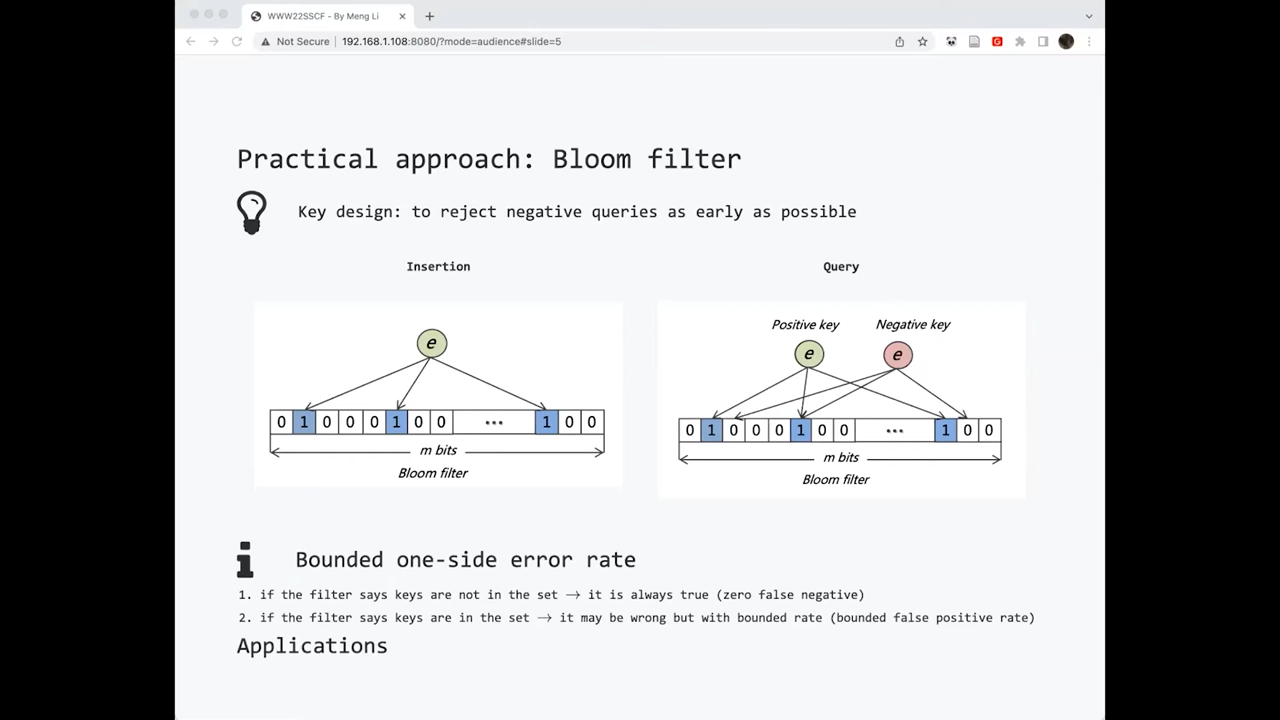 WWW22SSCF - By Meng Li
Not Secure
192.168.1.108:8080/?mode=audience#slide=5
Practical approach: Bloom filter
Key design: to reject negative queries as early as possible
Insertion
e
0 1 0 0 0 1 0 0 ... 1 0 0
m bits
Bloom filter
Query
Positive key Negative key
e e
0 1 0 0 0 1 0 0 ... 1 0 0
m bits
Bloom filter
Bounded one-side error rate
1. if the filter says keys are not in the set → it is always true (zero false negative)
2. if the filter says keys are in the set → it may be wrong but with bounded rate (bounded false positive rate)
Applications